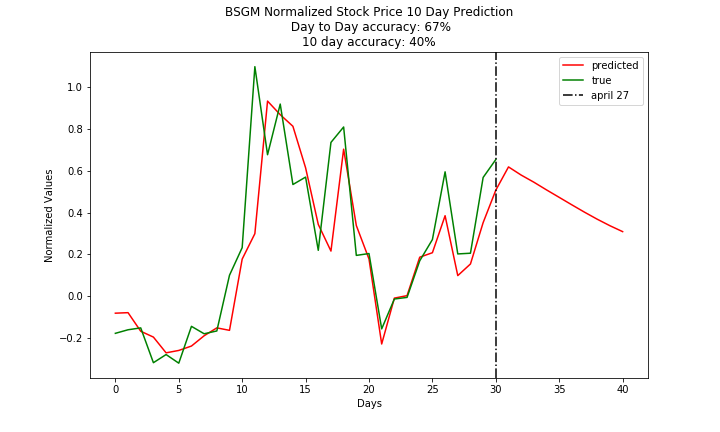 BSGM Normalized Stock Price 10 Day Prediction
Day to Day accuracy: 67%
10 day accuracy: 40%
predicted
true
april 27
Normalized Values
1.0
0.8
0.6
0.4
0.2
0.0
−0.2
0 5 10 15 20 25 30 35 40
Days